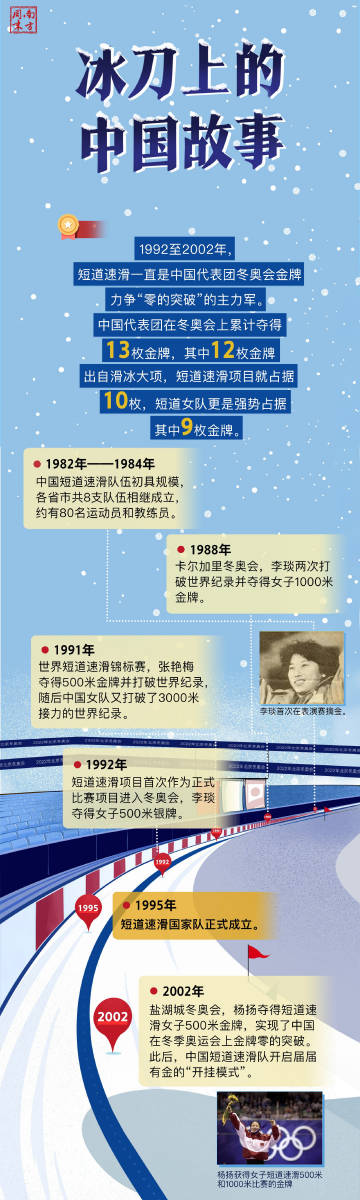 南方
周末
冰刀上的
中国故事
1992至2002年，
短道速滑一直是中国代表团冬奥会金牌
力争“零的突破”的主力军。
中国代表团在冬奥会上累计夺得
13枚金牌，其中12枚金牌
出自滑冰大项，短道速滑项目就占据
10枚，短道女队更是强势占据
其中9枚金牌。
1982年——1984年
中国短道速滑队伍初具规模，
各省市共8支队伍相继成立，
约有80名运动员和教练员。
1988年
卡尔加里冬奥会，李琰两次打
破世界纪录并夺得女子1000米
金牌。
李琰首次在表演赛摘金。
1991年
世界短道速滑锦标赛，张艳梅
夺得500米金牌并打破世界纪录，
随后中国女队又打破了3000米
接力的世界纪录。
1992年
短道速滑项目首次作为正式
比赛项目进入冬奥会，李琰
夺得女子500米银牌。
1992
1995
1995年
短道速滑国家队正式成立。
2002
2002年
盐湖城冬奥会，杨扬夺得短道速
滑女子500米金牌，实现了中国
在冬季奥运会上金牌零的突破。
此后，中国短道速滑队开启届届
有金的“开挂模式”。
杨扬获得女子短道速滑500米
和1000米比赛的金牌